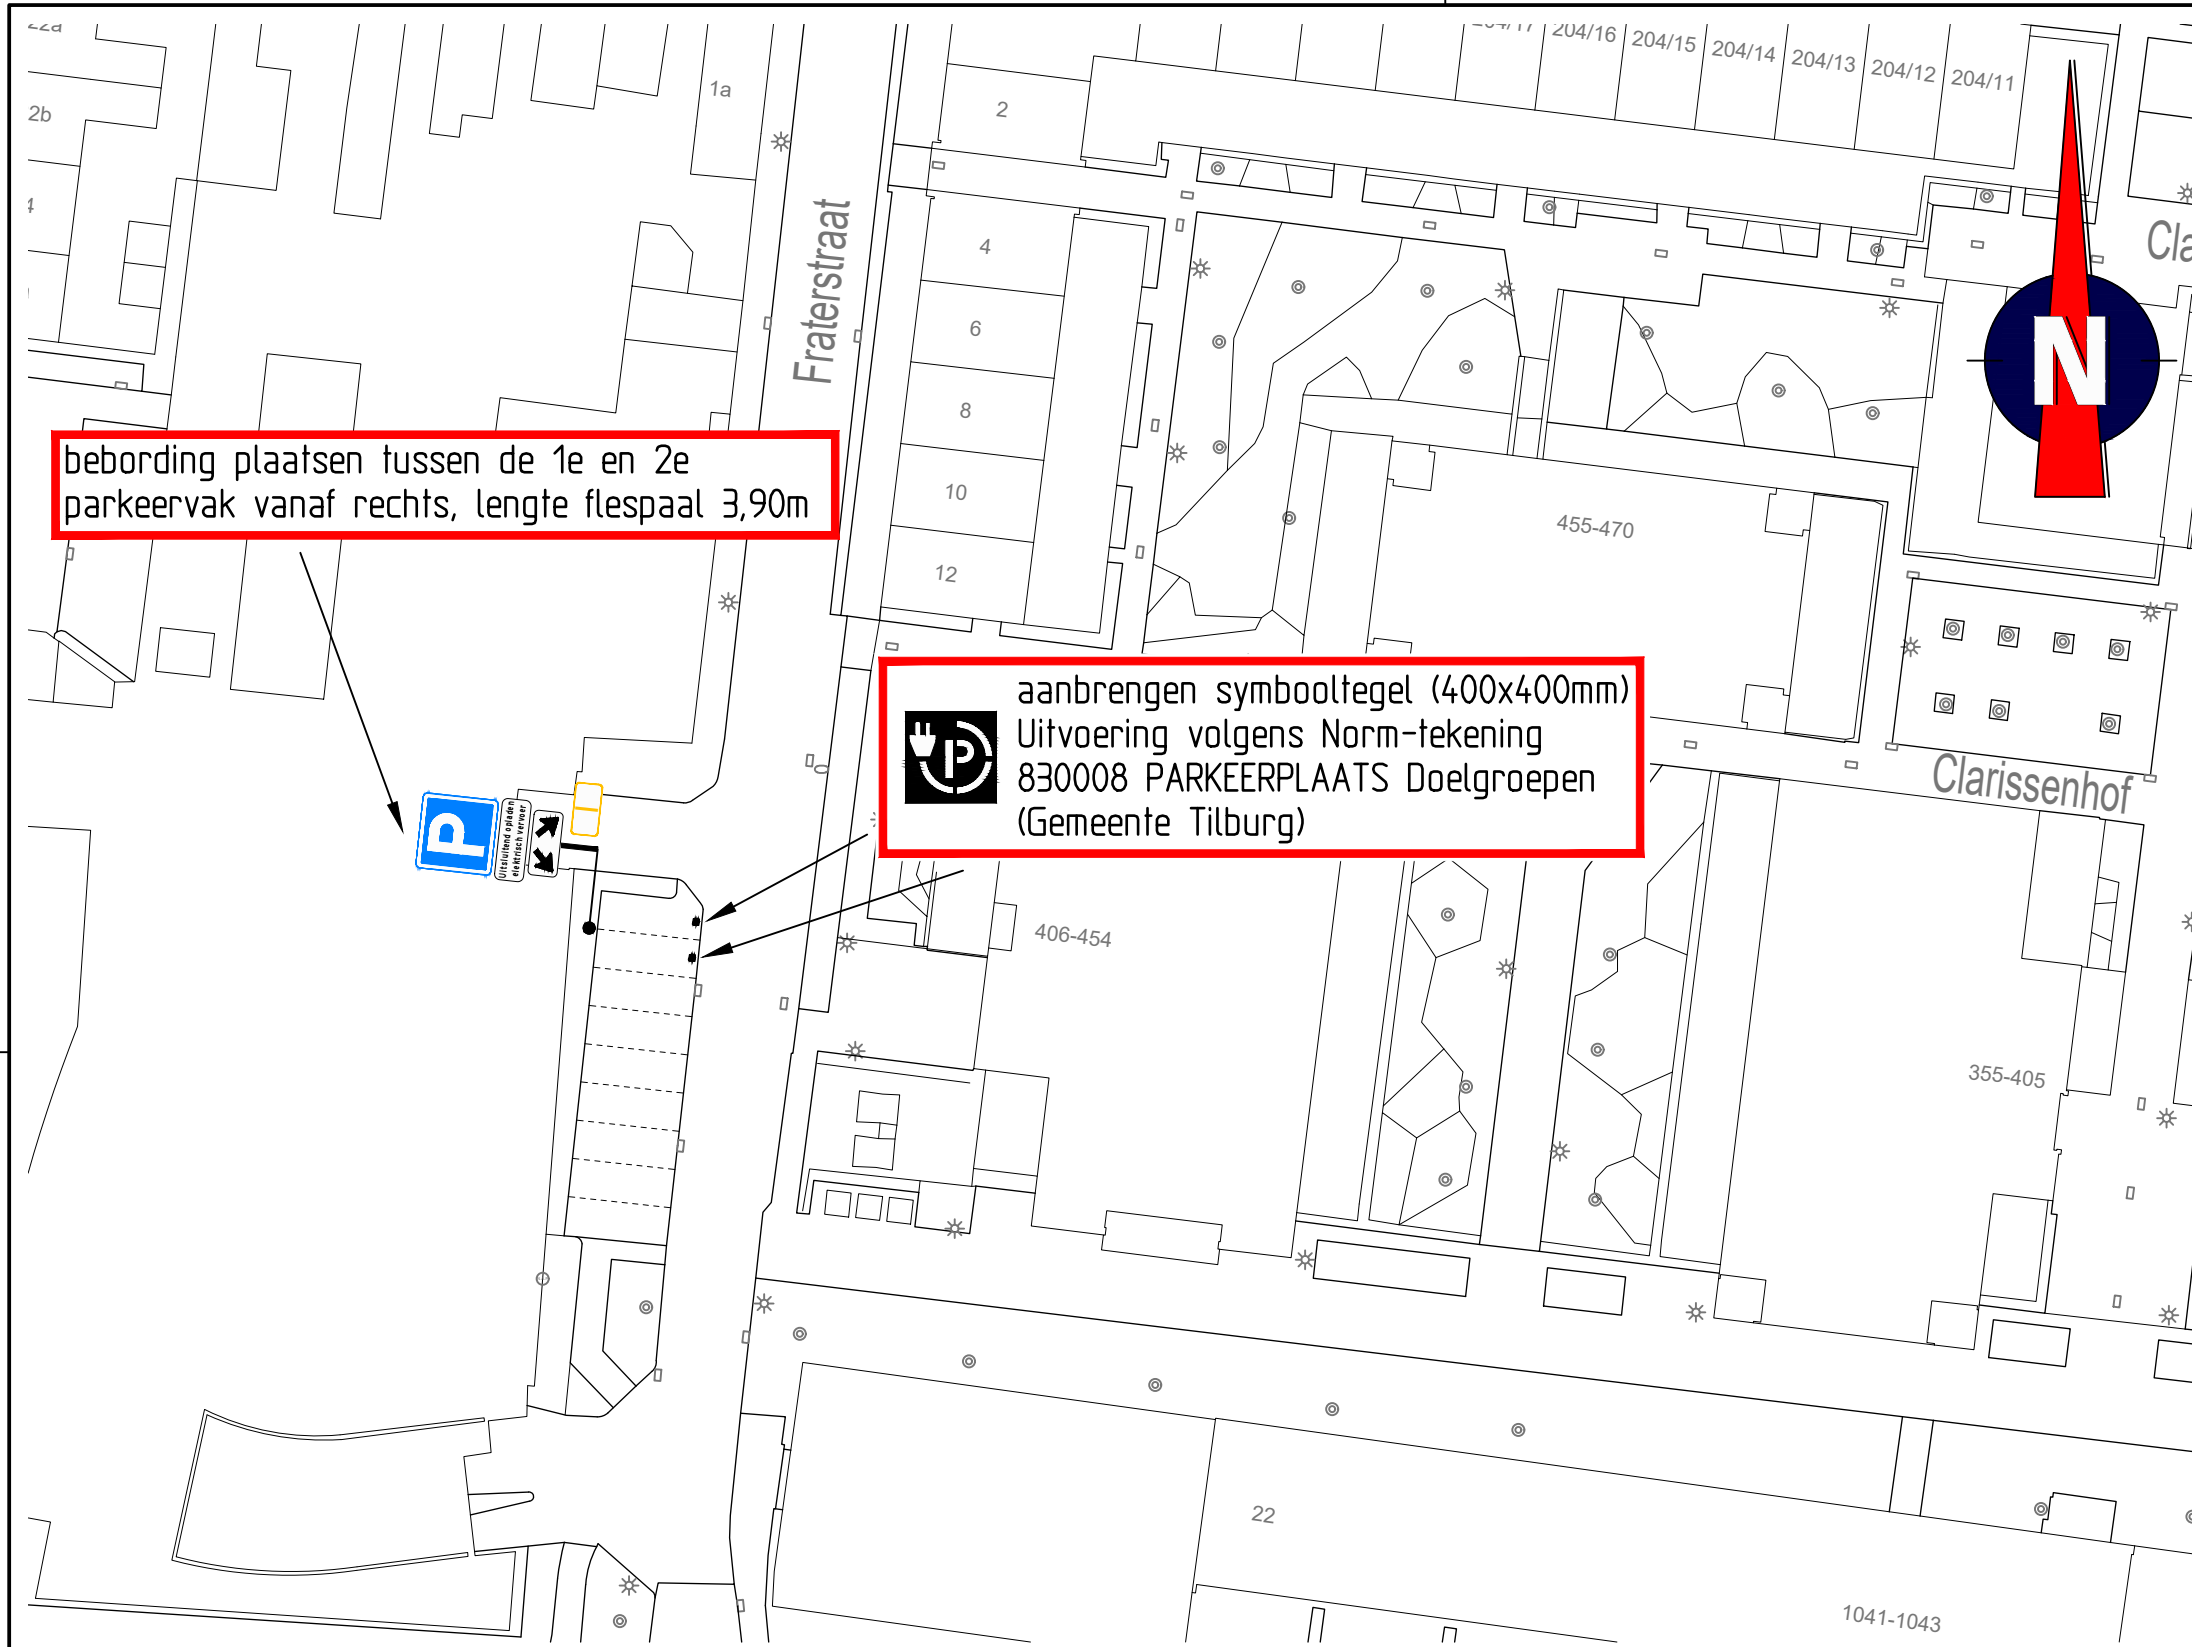 22a
204/16
204/15
204/14
204/13
204/12
204/11
2b
1a
2
4
Fraterstraat
4
6
8
10
12
N
bebording plaatsen tussen de 1e en 2e
parkeervak vanaf rechts, lengte flespaal 3,90m
455-470
P
aanbrengen symbooltegel (400x400mm)
Uitvoering volgens Norm-tekening
830008 PARKEERPLAATS Doelgroepen
(Gemeente Tilburg)
Clarissenhof
P
Uitsluitend opladen
elektrisch vervoer
406-454
355-405
22
1041-1043